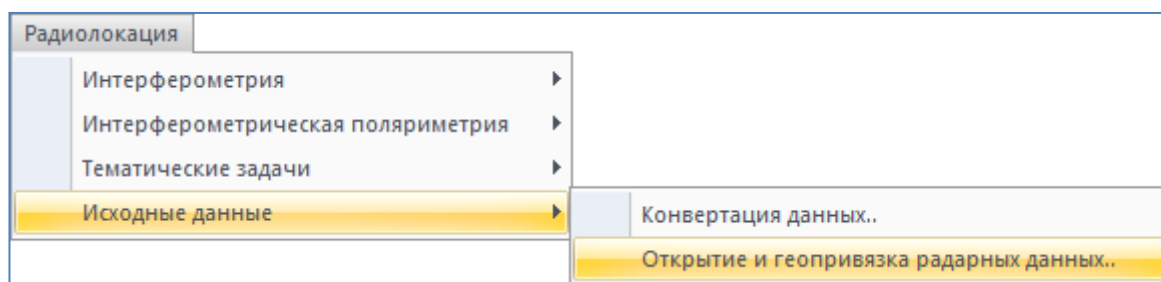 Радиолокация
Интерферометрия
Интерферометрическая поляриметрия
Тематические задачи
Исходные данные
Конвертация данных..
Открытие и геопривязка радарных данных..